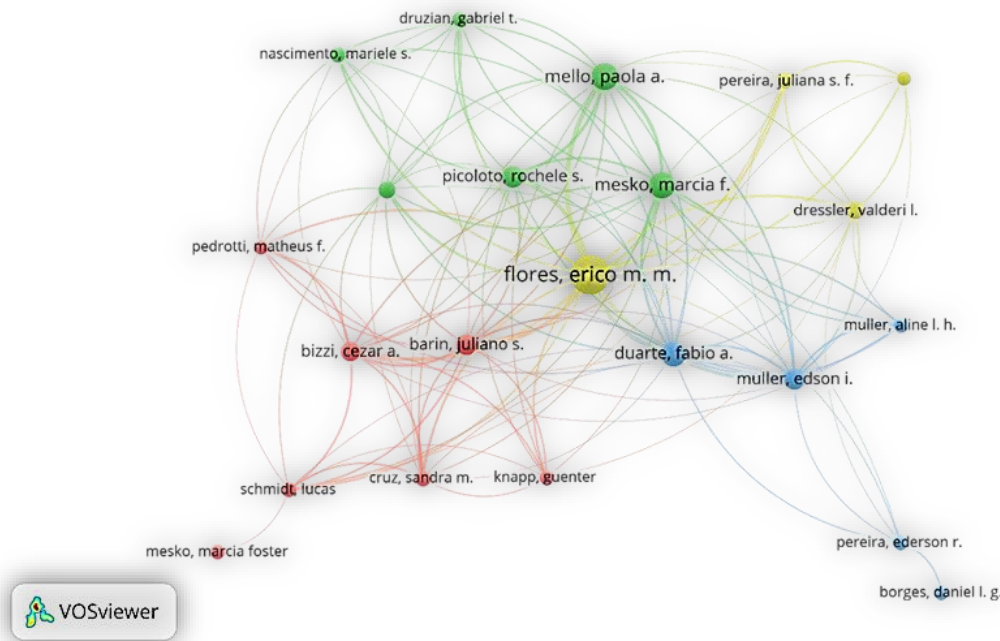 druzian, gabriel t.
nascimento, mariele s.
mello, paola a.
pereira, juliana s. f.
picoloto, rochele s.
mesko, marcia f.
dressler, valderi l.
pedrotti, matheus f.
flores, erico m. m.
muller, aline l. h.
bizzi, cezar a.
barin, juliano s.
duarte, fabio a.
muller, edson i.
schmidt, lucas
cruz, sandra m.
knapp, guenter
mesko, marcia foster
pereira, ederson r.
borges, daniel l. g.
VOSviewer